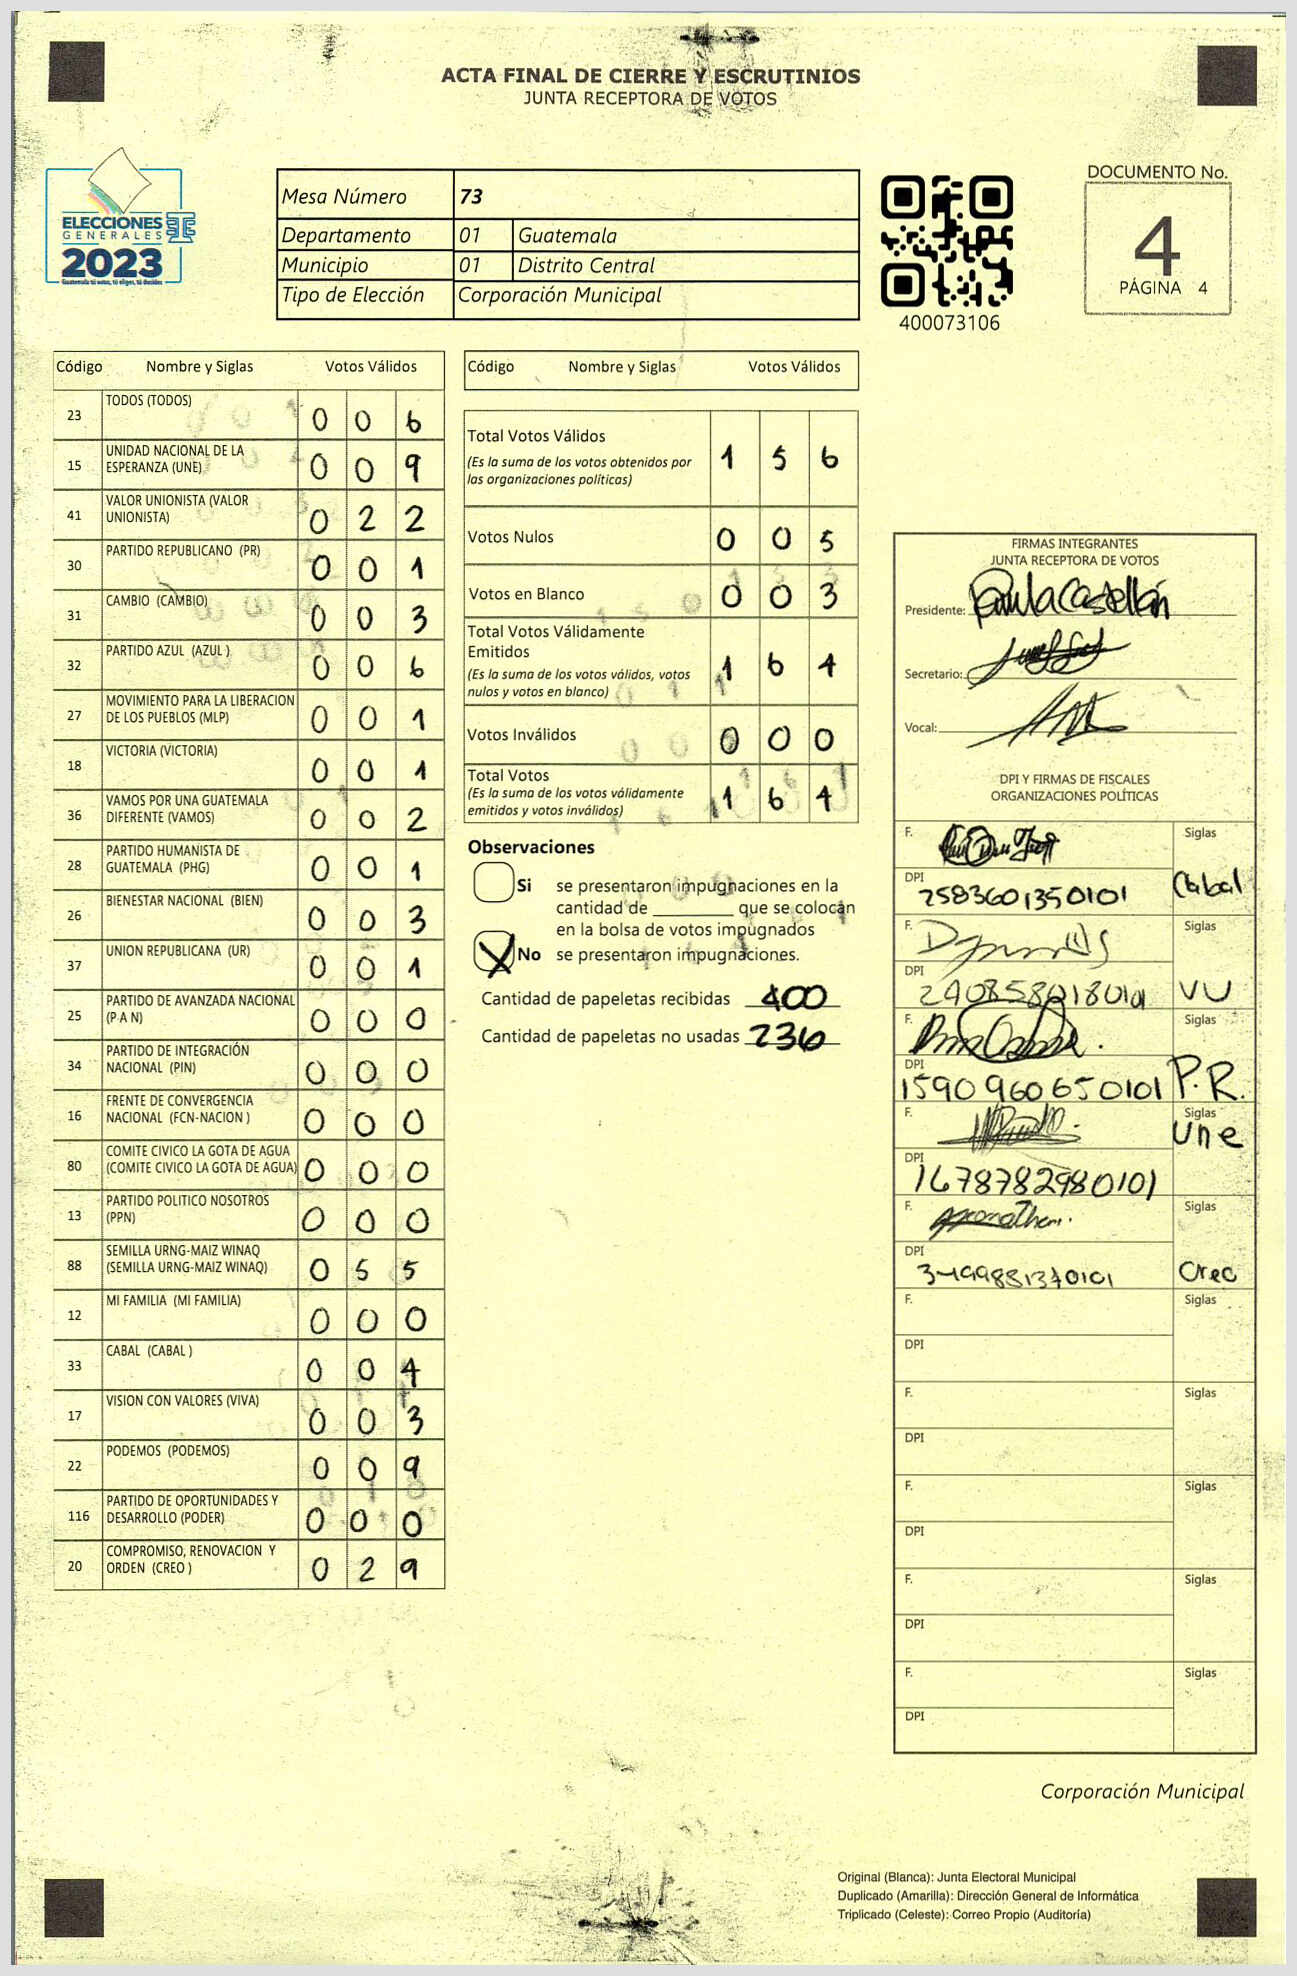 ACTA FINAL DE CIERRE Y ESCRUTINIOS
JUNTA RECEPTORA DE VOTOS
ELECCIONES
GENERALES
2023
Guatemala tú votas, tú eliges, tú decides
Mesa Número 73
Departamento 01 Guatemala
Municipio 01 Distrito Central
Tipo de Elección Corporación Municipal
400073106
DOCUMENTO No.
4
PÁGINA 4
Código Nombre y Siglas Votos Válidos
23 TODOS (TODOS) 0 0 6
15 UNIDAD NACIONAL DE LA
ESPERANZA (UNE) 0 0 9
41 VALOR UNIONISTA (VALOR
UNIONISTA) 0 2 2
30 PARTIDO REPUBLICANO (PR) 0 0 1
31 CAMBIO (CAMBIO) 0 0 3
32 PARTIDO AZUL (AZUL ) 0 0 6
27 MOVIMIENTO PARA LA LIBERACION
DE LOS PUEBLOS (MLP) 0 0 1
18 VICTORIA (VICTORIA) 0 0 1
36 VAMOS POR UNA GUATEMALA
DIFERENTE (VAMOS) 0 0 2
28 PARTIDO HUMANISTA DE
GUATEMALA (PHG) 0 0 1
26 BIENESTAR NACIONAL (BIEN) 0 0 3
37 UNION REPUBLICANA (UR) 0 0 1
25 PARTIDO DE AVANZADA NACIONAL
(P A N) 0 0 0
34 PARTIDO DE INTEGRACIÓN
NACIONAL (PIN) 0 0 0
16 FRENTE DE CONVERGENCIA
NACIONAL (FCN-NACION ) 0 0 0
80 COMITE CIVICO LA GOTA DE AGUA
(COMITE CIVICO LA GOTA DE AGUA) 0 0 0
13 PARTIDO POLITICO NOSOTROS
(PPN) 0 0 0
88 SEMILLA URNG-MAIZ WINAQ
(SEMILLA URNG-MAIZ WINAQ) 0 5 5
12 MI FAMILIA (MI FAMILIA) 0 0 0
33 CABAL (CABAL ) 0 0 4
17 VISION CON VALORES (VIVA) 0 0 3
22 PODEMOS (PODEMOS) 0 0 9
116 PARTIDO DE OPORTUNIDADES Y
DESARROLLO (PODER) 0 0 0
20 COMPROMISO, RENOVACION Y
ORDEN (CREO ) 0 2 9
Código Nombre y Siglas Votos Válidos
Total Votos Válidos 1 5 6
(Es la suma de los votos obtenidos por
las organizaciones políticas)
Votos Nulos 0 0 5
Votos en Blanco 0 0 3
Total Votos Válidamente
Emitidos 1 6 4
(Es la suma de los votos válidos, votos
nulos y votos en blanco)
Votos Inválidos 0 0 0
Total Votos 1 6 4
(Es la suma de los votos válidamente
emitidos y votos inválidos)
Observaciones
Si se presentaron impugnaciones en la
cantidad de ________ que se colocán
en la bolsa de votos impugnados
X No se presentaron impugnaciones.
Cantidad de papeletas recibidas 400
Cantidad de papeletas no usadas 236
FIRMAS INTEGRANTES
JUNTA RECEPTORA DE VOTOS
Presidente: Paula Castellán
Secretario:
Vocal:
DPI Y FIRMAS DE FISCALES
ORGANIZACIONES POLÍTICAS
F. Siglas
DPI 2583601350101 Cabal
F. Siglas
DPI VU
F. Siglas
DPI 1590960650101 P.R.
F. Siglas
DPI 1678782980101 Une
F. Siglas
DPI Creo
F. Siglas
DPI
F. Siglas
DPI
F. Siglas
DPI
F. Siglas
DPI
F. Siglas
DPI
Corporación Municipal
Original (Blanca): Junta Electoral Municipal
Duplicado (Amarilla): Dirección General de Informática
Triplicado (Celeste): Correo Propio (Auditoría)